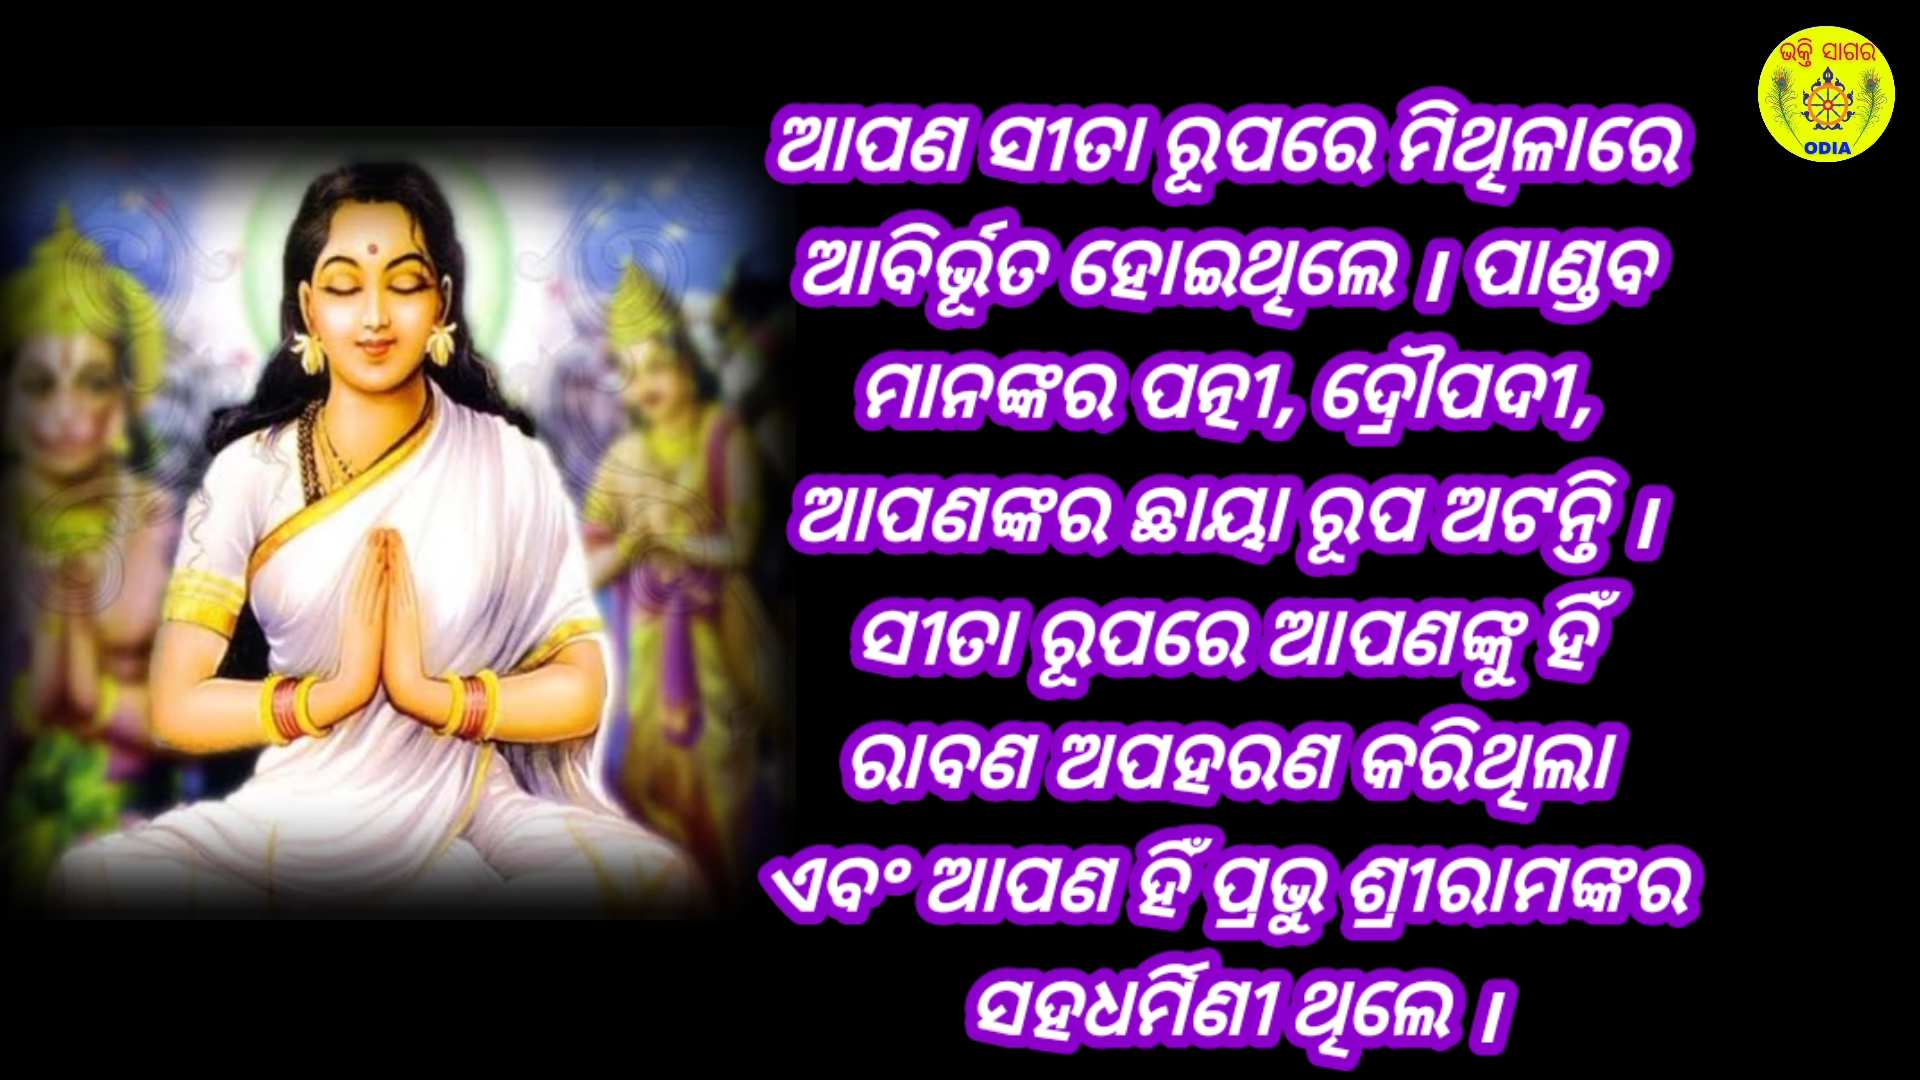 ଭକ୍ତି ସାଗର
ODIA
ଆପଣ ସୀତା ରୂପରେ ମିଥିଳାରେ
ଆବିର୍ଭୂତ ହୋଇଥିଲେ । ପାଣ୍ଡବ
ମାନଙ୍କର ପତ୍ନୀ, ଦ୍ରୌପଦୀ,
ଆପଣଙ୍କର ଛାୟା ରୂପ ଅଟନ୍ତି ।
ସୀତା ରୂପରେ ଆପଣଙ୍କୁ ହିଁ
ରାବଣ ଅପହରଣ କରିଥିଲା
ଏବଂ ଆପଣ ହିଁ ପ୍ରଭୁ ଶ୍ରୀରାମଙ୍କର
ସହଧର୍ମିଣୀ ଥିଲେ ।